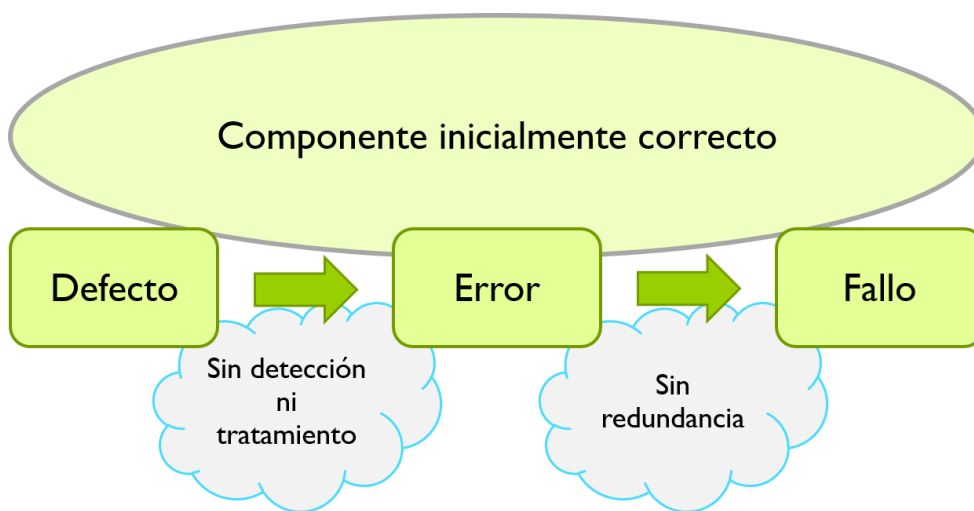 Componente inicialmente correcto
Defecto
Error
Fallo
Sin detección
ni
tratamiento
Sin
redundancia